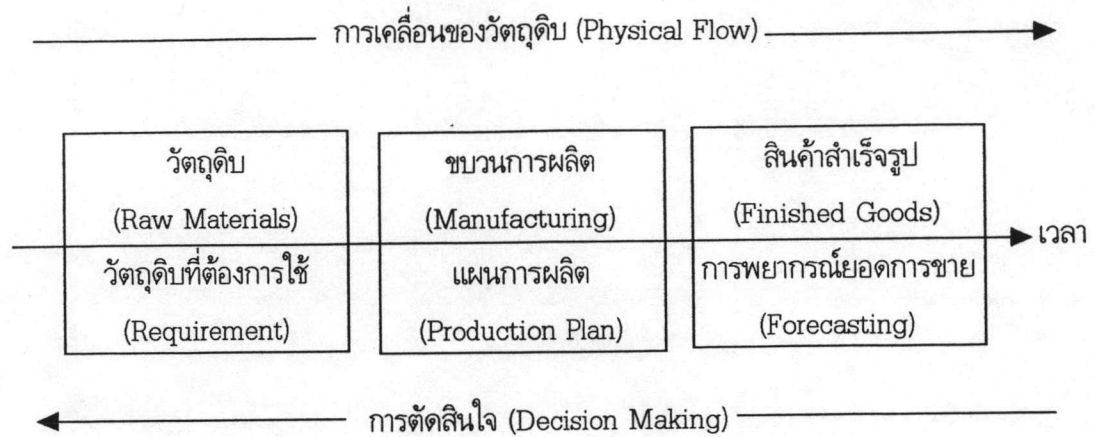 การเคลื่อนของวัตถุดิบ (Physical Flow)
วัตถุดิบ
(Raw Materials)
วัตถุดิบที่ต้องการใช้
(Requirement)
ขบวนการผลิต
(Manufacturing)
แผนการผลิต
(Production Plan)
สินค้าสำเร็จรูป
(Finished Goods)
การพยากรณ์ยอดการขาย
(Forecasting)
เวลา
การตัดสินใจ (Decision Making)